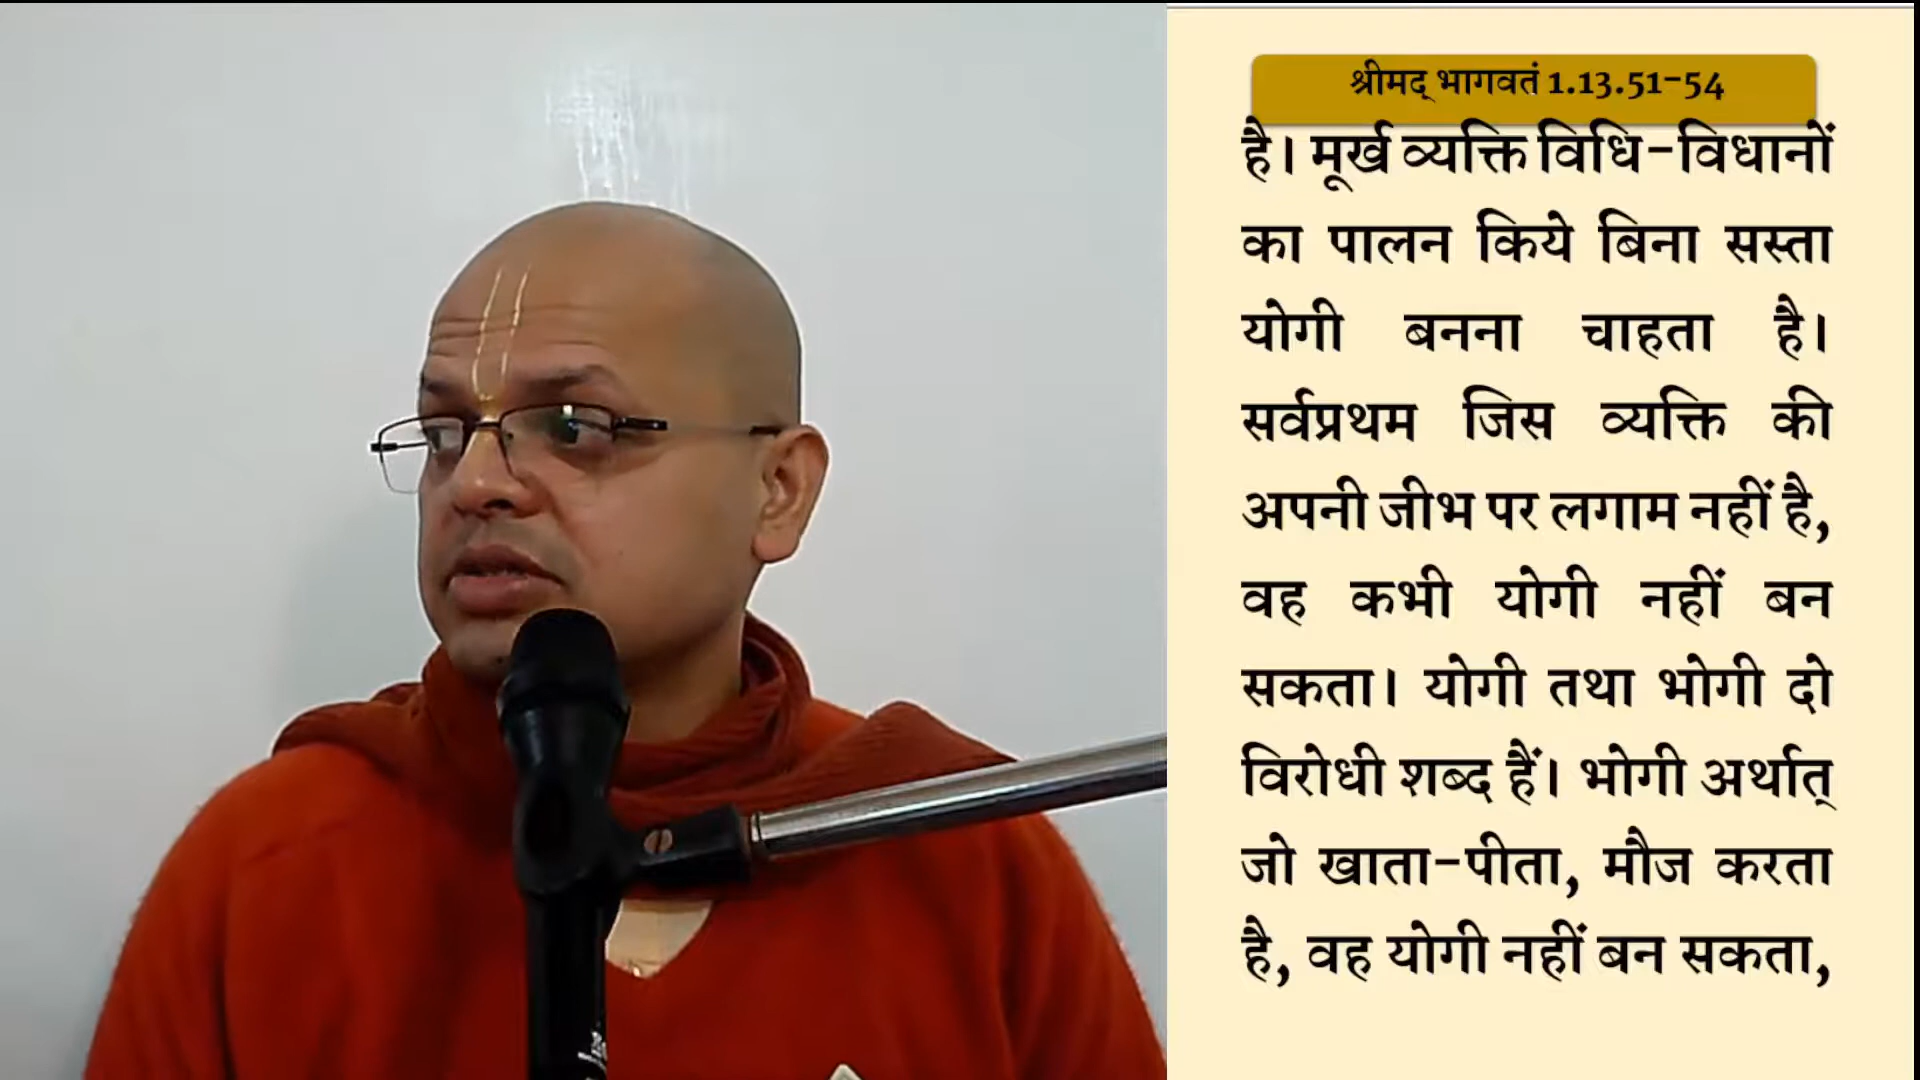 श्रीमद् भागवतं 1.13.51-54
है। मूर्ख व्यक्ति विधि-विधानों
का पालन किये बिना सस्ता
योगी बनना चाहता है।
सर्वप्रथम जिस व्यक्ति की
अपनी जीभ पर लगाम नहीं है,
वह कभी योगी नहीं बन
सकता। योगी तथा भोगी दो
विरोधी शब्द हैं। भोगी अर्थात्
जो खाता-पीता, मौज करता
है, वह योगी नहीं बन सकता,